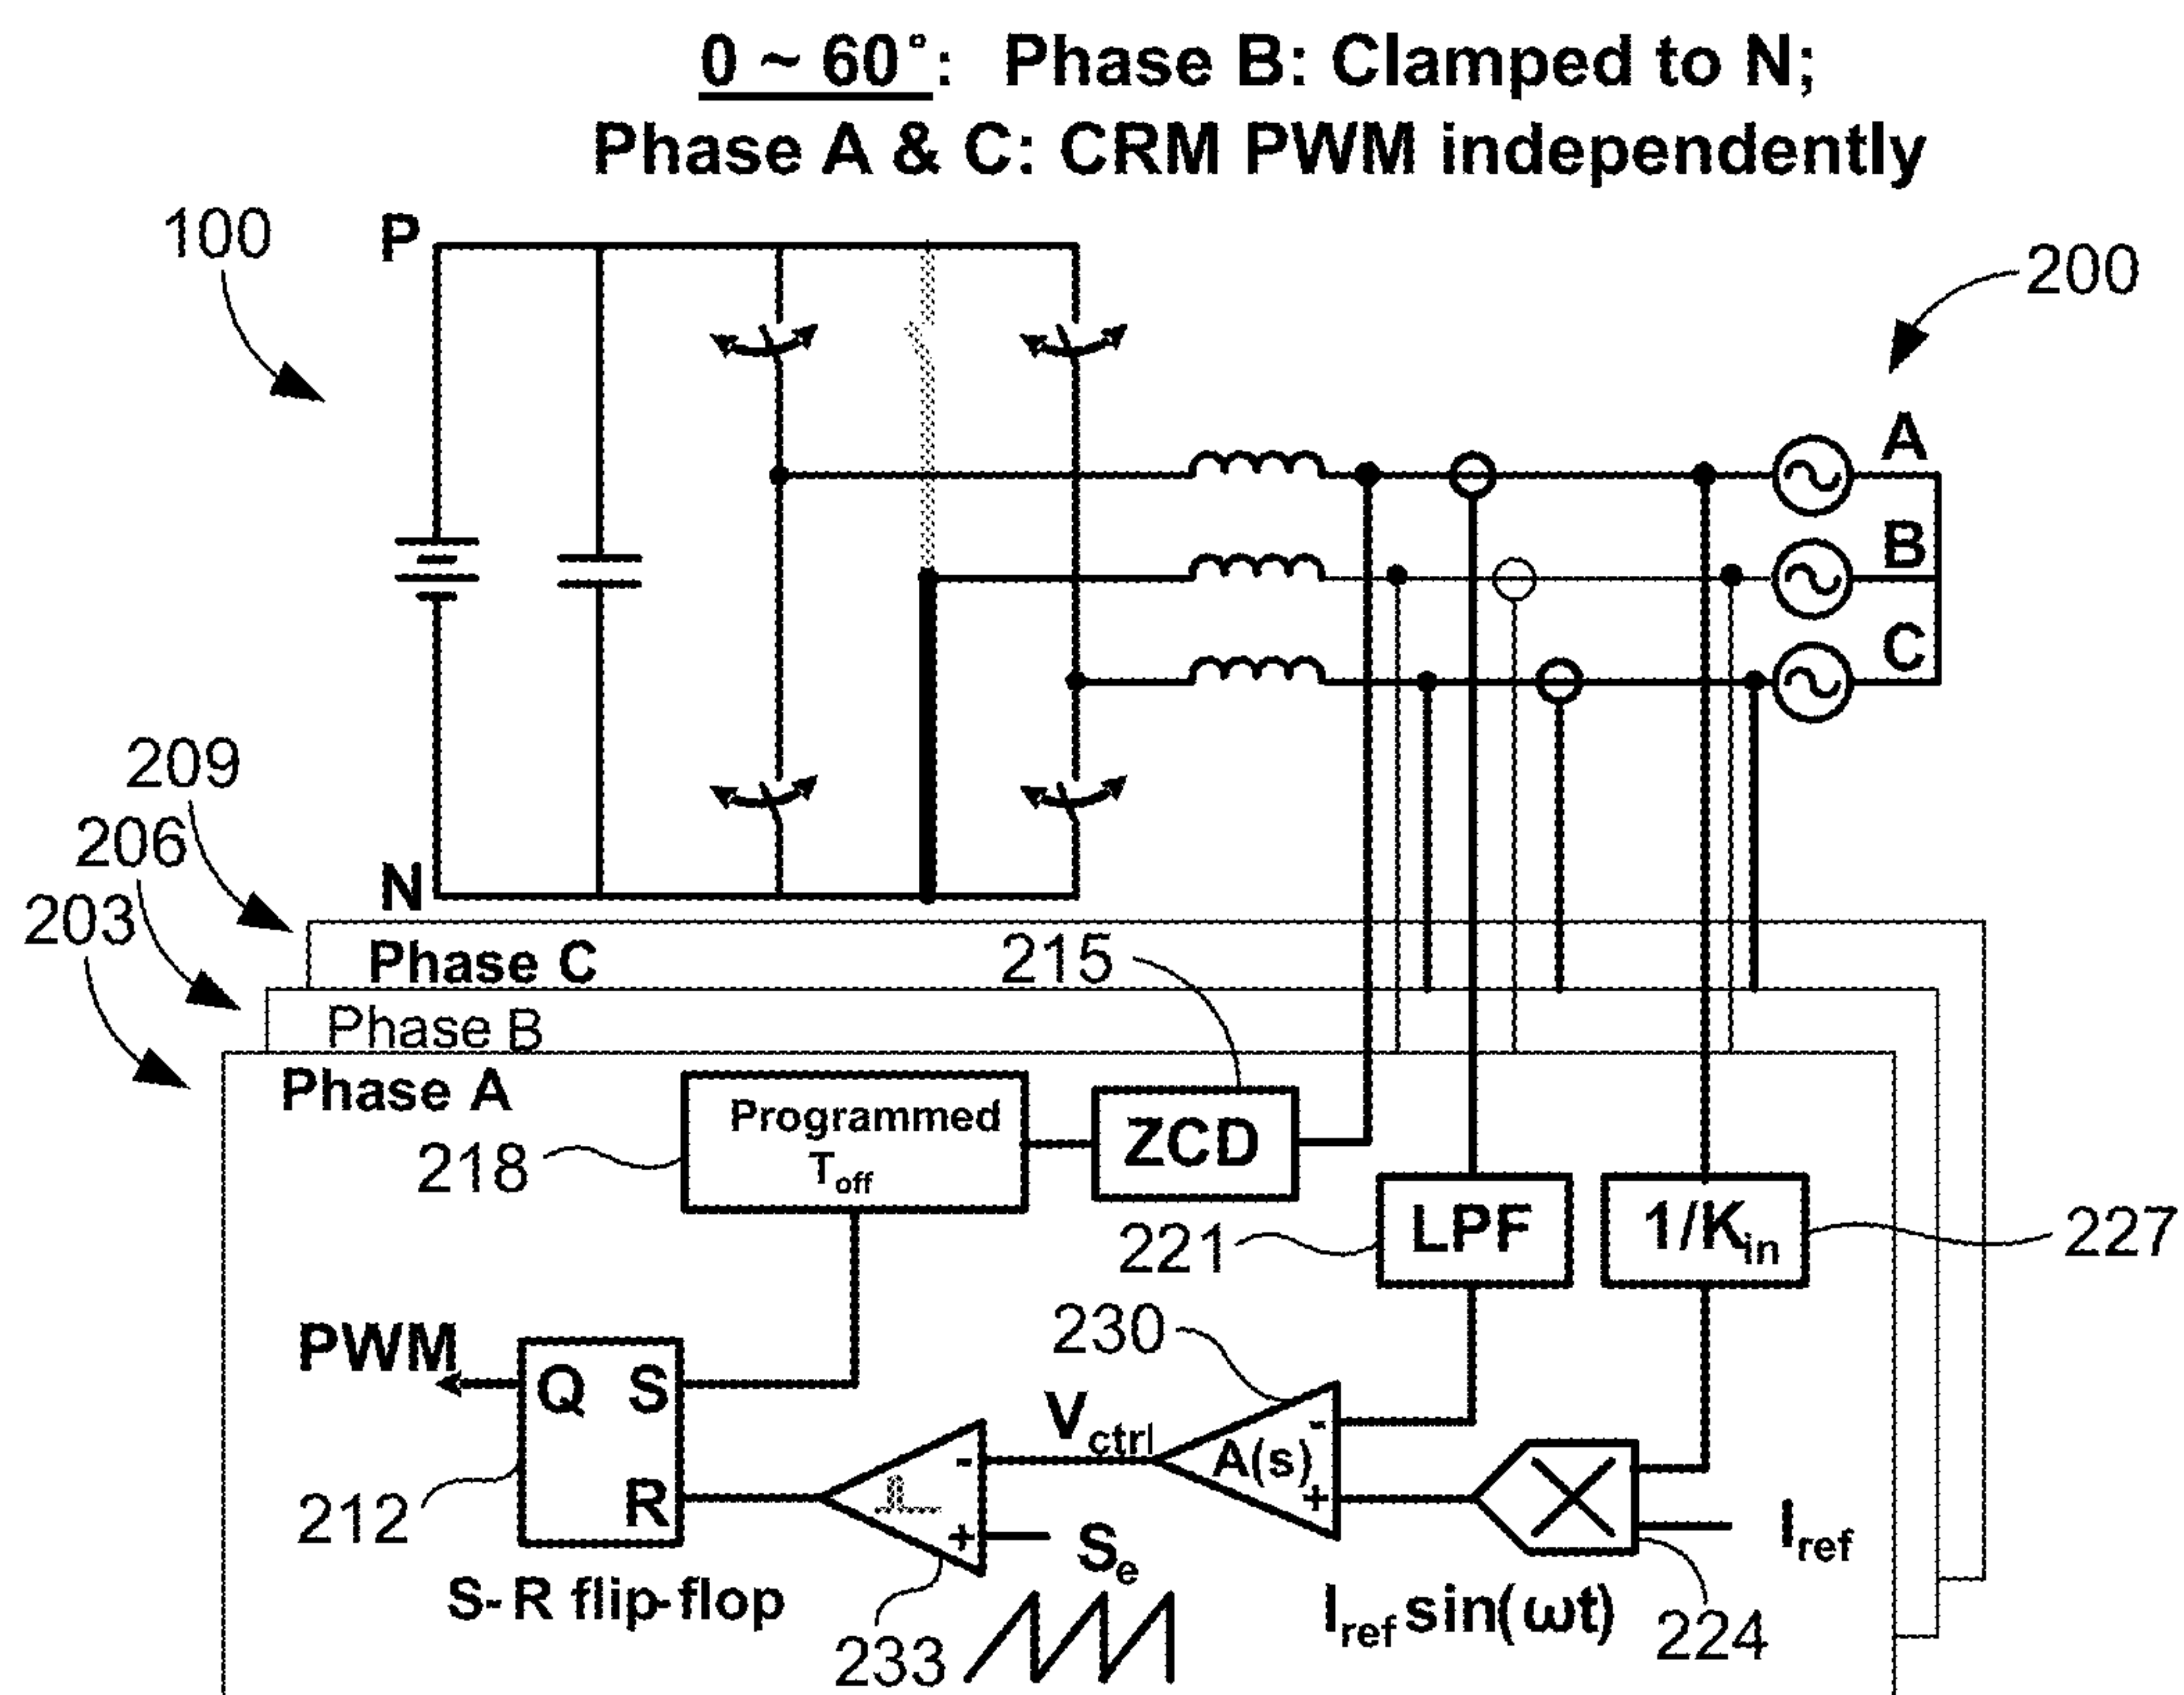 0 ~ 60°: Phase B: Clamped to N;
Phase A & C: CRM PWM independently
100
P
200
A
B
C
209
206
203
N
Phase C
215
Phase B
Phase A
Programmed
T_off
ZCD
218
LPF
1/K_in
221
227
230
PWM
Q S
V_ctrl
-
A(s)
+
-
R
212
+
S_e
I_ref
S-R flip-flop
I_ref sin(ωt)
224
233